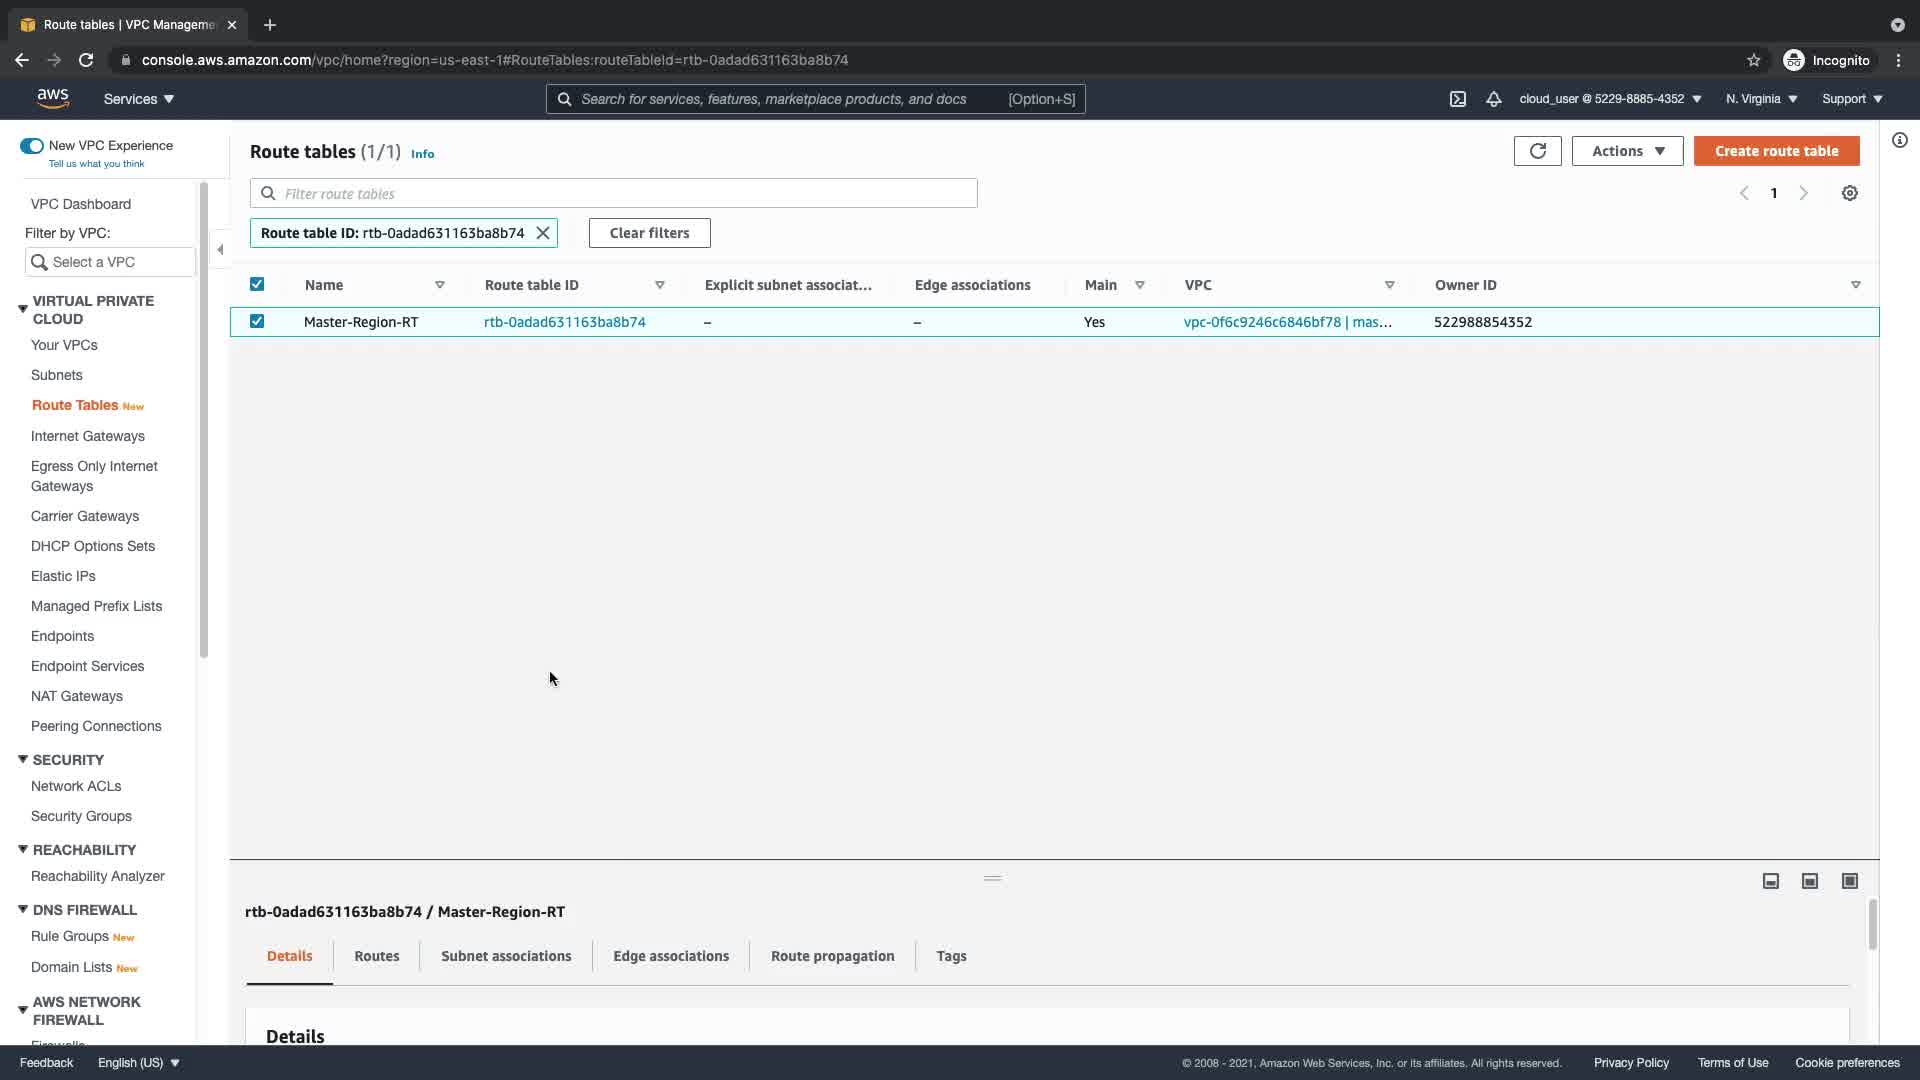 Route tables | VPC Manageme
console.aws.amazon.com/vpc/home?region=us-east-1#RouteTables:routeTableId=rtb-0adad631163ba8b74
Incognito
aws
Services
Search for services, features, marketplace products, and docs
[Option+S]
cloud_user @ 5229-8885-4352
N. Virginia
Support
New VPC Experience
Tell us what you think
VPC Dashboard
Filter by VPC:
Select a VPC
VIRTUAL PRIVATE
CLOUD
Your VPCs
Subnets
Route Tables New
Internet Gateways
Egress Only Internet
Gateways
Carrier Gateways
DHCP Options Sets
Elastic IPs
Managed Prefix Lists
Endpoints
Endpoint Services
NAT Gateways
Peering Connections
SECURITY
Network ACLs
Security Groups
REACHABILITY
Reachability Analyzer
DNS FIREWALL
Rule Groups New
Domain Lists New
AWS NETWORK
FIREWALL
Firewalls
Route tables (1/1) Info
Actions
Create route table
Filter route tables
1
Route table ID: rtb-0adad631163ba8b74
Clear filters
Name Route table ID Explicit subnet associat... Edge associations Main VPC Owner ID
Master-Region-RT rtb-0adad631163ba8b74 – – Yes vpc-0f6c9246c6846bf78 | mas... 522988854352
rtb-0adad631163ba8b74 / Master-Region-RT
Details Routes Subnet associations Edge associations Route propagation Tags
Details
Feedback
English (US)
© 2008 - 2021, Amazon Web Services, Inc. or its affiliates. All rights reserved.
Privacy Policy
Terms of Use
Cookie preferences